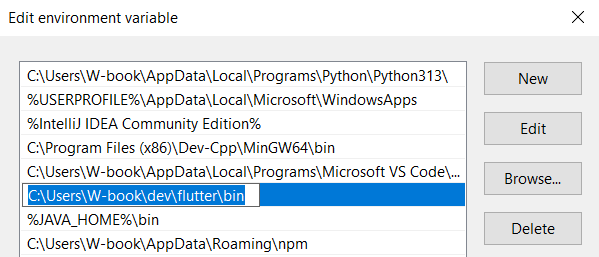 Edit environment variable
C:\Users\W-book\AppData\Local\Programs\Python\Python313\
New
%USERPROFILE%\AppData\Local\Microsoft\WindowsApps
%IntelliJ IDEA Community Edition%
Edit
C:\Program Files (x86)\Dev-Cpp\MinGW64\bin
C:\Users\W-book\AppData\Local\Programs\Microsoft VS Code\...
Browse...
C:\Users\W-book\dev\flutter\bin
%JAVA_HOME%\bin
Delete
C:\Users\W-book\AppData\Roaming\npm